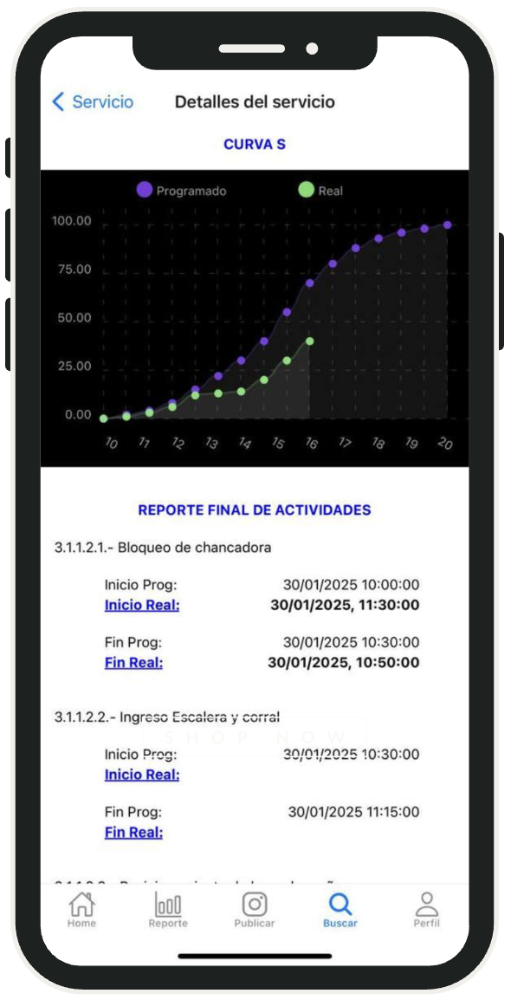 Servicio Detalles del servicio
CURVA S
Programado Real
100.00
75.00
50.00
25.00
0.00
10 11 12 13 14 15 16 17 18 19 20
REPORTE FINAL DE ACTIVIDADES
3.1.1.2.1.- Bloqueo de chancadora
Inicio Prog: 30/01/2025 10:00:00
Inicio Real: 30/01/2025, 11:30:00
Fin Prog: 30/01/2025 10:30:00
Fin Real: 30/01/2025, 10:50:00
3.1.1.2.2.- Ingreso Escalera y corral
SHOP NOW
Inicio Prog: 30/01/2025 10:30:00
Inicio Real:
Fin Prog: 30/01/2025 11:15:00
Fin Real:
Home Reporte Publicar Buscar Perfil